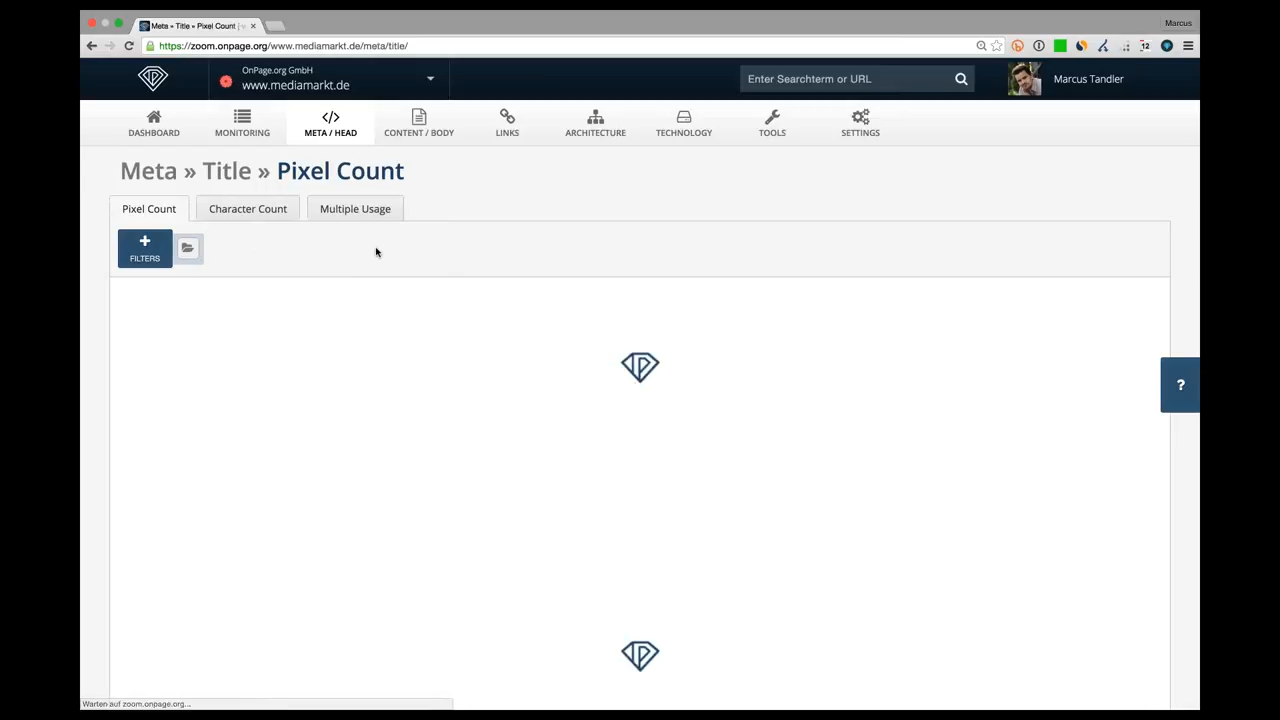 Meta » Title » Pixel Count |
Marcus
https://zoom.onpage.org/www.mediamarkt.de/meta/title/
12
OnPage.org GmbH
www.mediamarkt.de
Enter Searchterm or URL
Marcus Tandler
DASHBOARD
MONITORING
META / HEAD
CONTENT / BODY
LINKS
ARCHITECTURE
TECHNOLOGY
TOOLS
SETTINGS
Meta » Title » Pixel Count
Pixel Count
Character Count
Multiple Usage
+
FILTERS
?
Warten auf zoom.onpage.org...